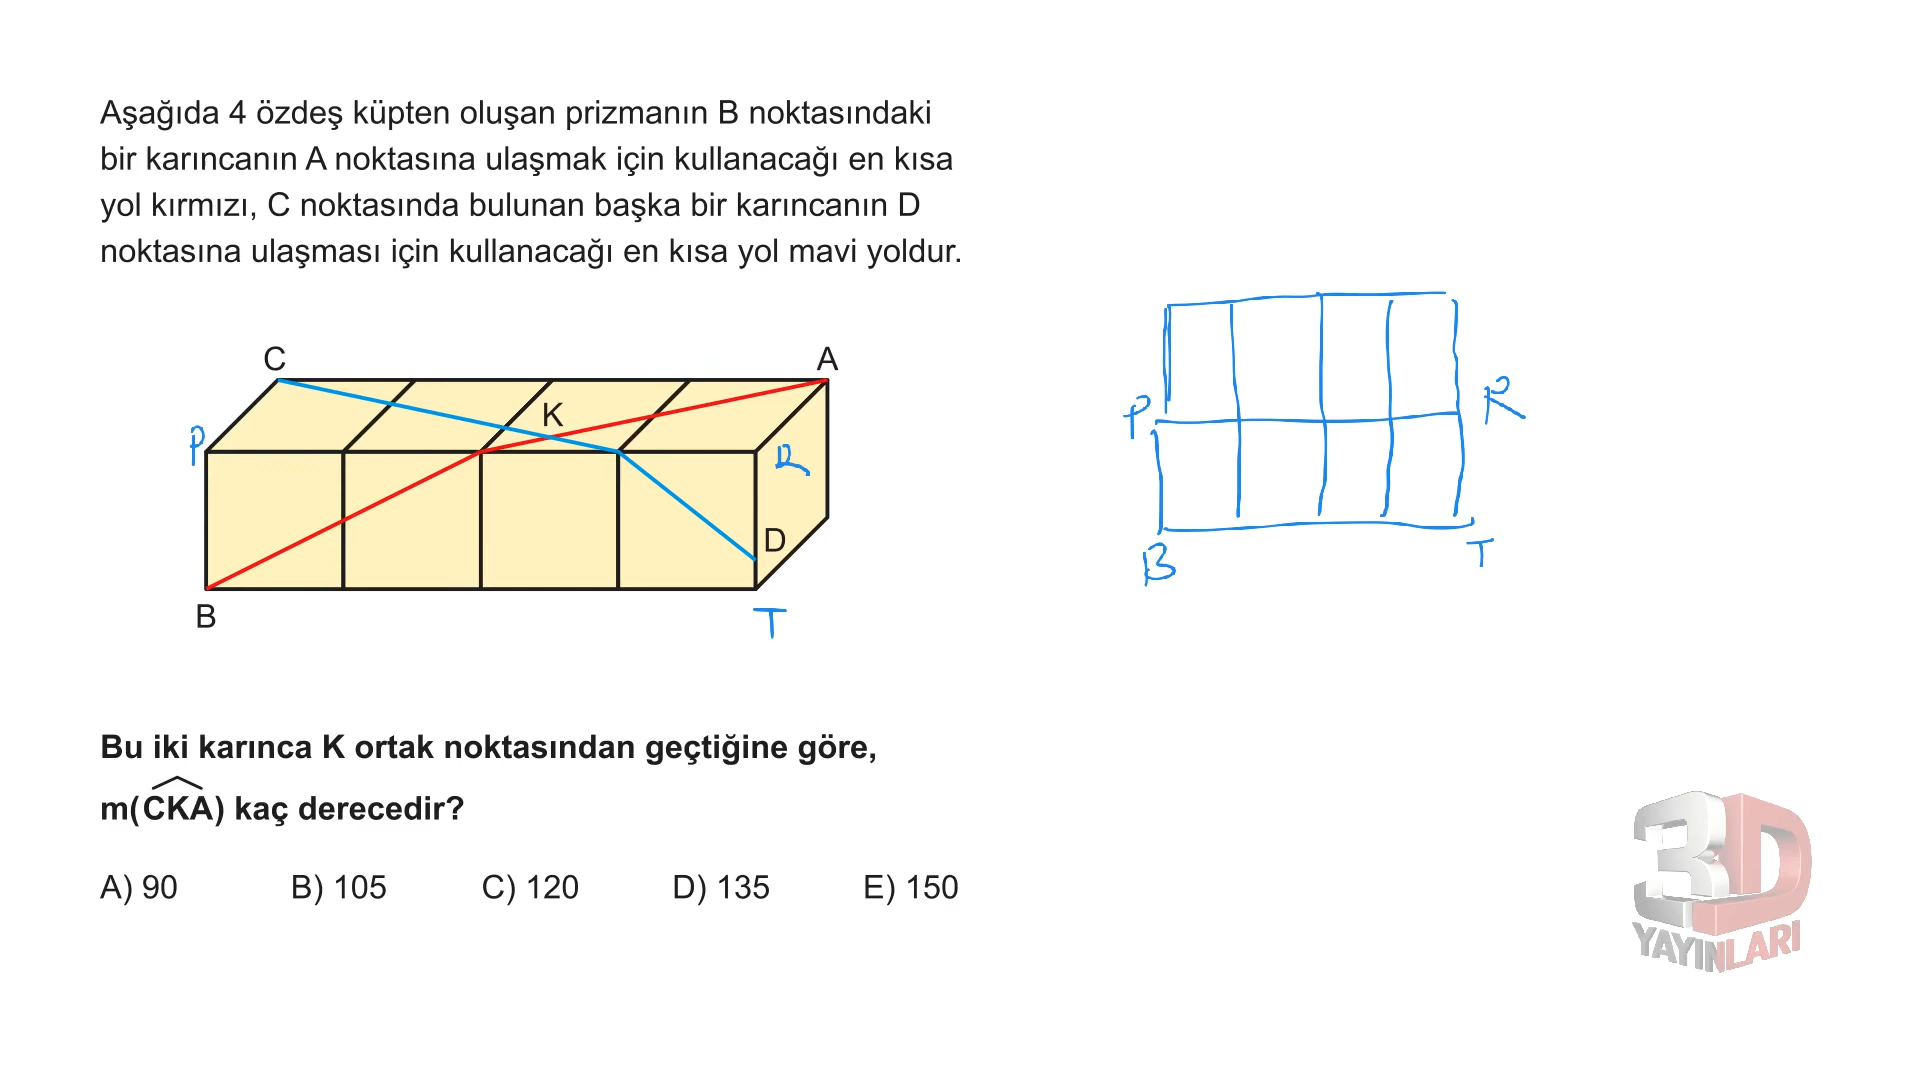 Aşağıda 4 özdeş küpten oluşan prizmanın B noktasındaki
bir karıncanın A noktasına ulaşmak için kullanacağı en kısa
yol kırmızı, C noktasında bulunan başka bir karıncanın D
noktasına ulaşması için kullanacağı en kısa yol mavi yoldur.
C
A
K
P
R
D
B
T
P
R
B
T
Bu iki karınca K ortak noktasından geçtiğine göre,
m(CKA) kaç derecedir?
A) 90 B) 105 C) 120 D) 135 E) 150
3D
YAYINLARI